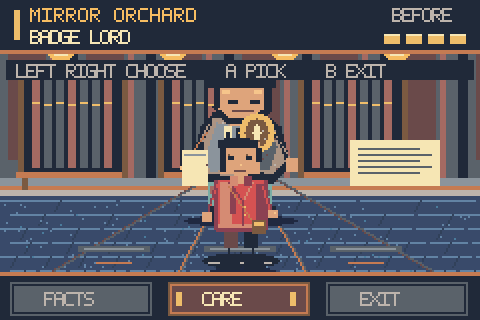 MIRROR ORCHARD
BEFORE
BADGE LORD
LEFT RIGHT CHOOSE A PICK B EXIT
FACTS
CARE
EXIT